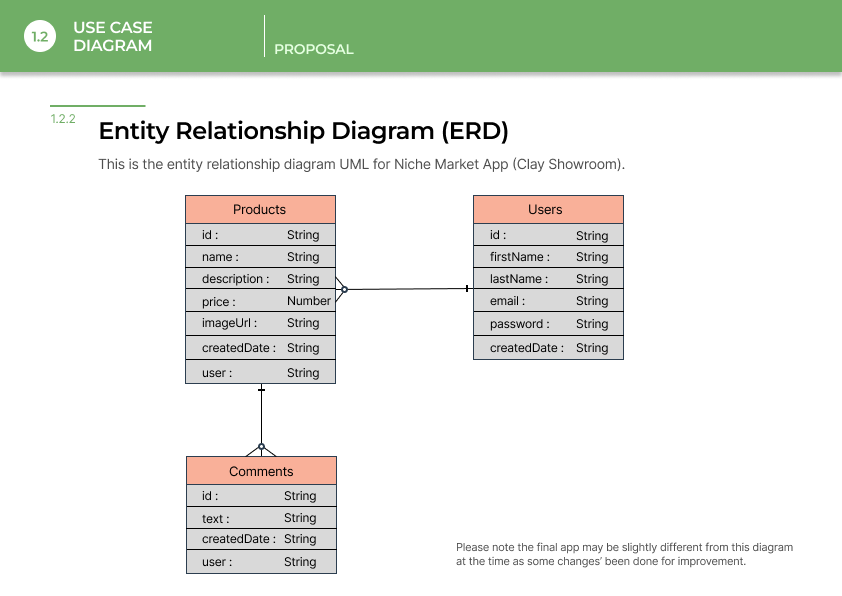 1.2
USE CASE
DIAGRAM
PROPOSAL
1.2.2
Entity Relationship Diagram (ERD)
This is the entity relationship diagram UML for Niche Market App (Clay Showroom).
Products
id : String
name : String
description : String
price : Number
imageUrl : String
createdDate : String
user : String
Users
id : String
firstName : String
lastName : String
email : String
password : String
createdDate : String
Comments
id : String
text : String
createdDate : String
user : String
Please note the final app may be slightly different from this diagram
at the time as some changes’ been done for improvement.